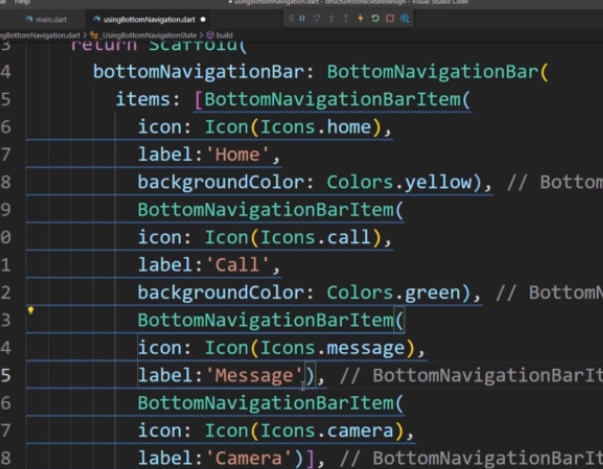 Help
usingBottomNavigation.dart - structureofstatefulwidgetdesign - Visual Studio Code
main.dart
usingBottomNavigation.dart
ngBottomNavigation.dart > _UsingBottomNavigationState > build
3 return Scaffold(
4 bottomNavigationBar: BottomNavigationBar(
5 items: [BottomNavigationBarItem(
6 icon: Icon(Icons.home),
7 label:'Home',
8 backgroundColor: Colors.yellow), // Bottom
9 BottomNavigationBarItem(
0 icon: Icon(Icons.call),
1 label:'Call',
2 backgroundColor: Colors.green), // BottomN
3 BottomNavigationBarItem(
4 icon: Icon(Icons.message),
5 label:'Message'), // BottomNavigationBarIt
6 BottomNavigationBarItem(
7 icon: Icon(Icons.camera),
8 label:'Camera')], // BottomNavigationBarIt